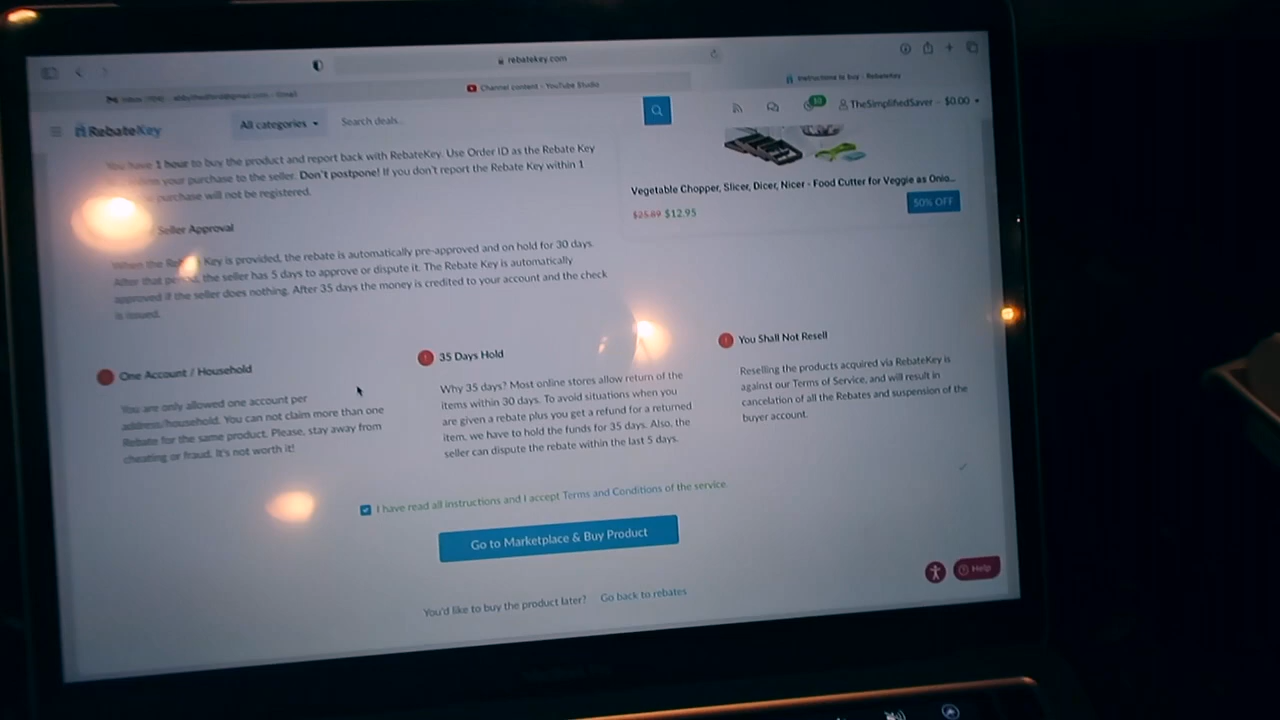 rebatekey.com
Channel content - YouTube Studio
Instructions to buy - RebateKey
RebateKey
All categories
Search deals..
$0
TheSimplifiedSaver - $0.00
You have 1 hour to buy the product and report back with RebateKey. Use Order ID as the Rebate Key
your purchase to the seller. Don't postpone! If you don't report the Rebate Key within 1
purchase will not be registered.
Vegetable Chopper, Slicer, Dicer, Nicer - Food Cutter for Veggie as Onio...
$25.89 $12.95
50% OFF
Seller Approval
When the Key is provided, the rebate is automatically pre-approved and on hold for 30 days.
After that the seller has 5 days to approve or dispute it. The Rebate Key is automatically
approved if the seller does nothing. After 35 days the money is credited to your account and the check
is issued.
One Account / Household
You are only allowed one account per
address/household. You can not claim more than one
Rebate for the same product. Please, stay away from
cheating or fraud. It's not worth it!
35 Days Hold
Why 35 days? Most online stores allow return of the
items within 30 days. To avoid situations when you
are given a rebate plus you get a refund for a returned
item, we have to hold the funds for 35 days. Also, the
seller can dispute the rebate within the last 5 days.
You Shall Not Resell
Reselling the products acquired via RebateKey is
against our Terms of Service, and will result in
cancelation of all the Rebates and suspension of the
buyer account.
I have read all instructions and I accept Terms and Conditions of the service.
Go to Marketplace & Buy Product
Help
You'd like to buy the product later? Go back to rebates